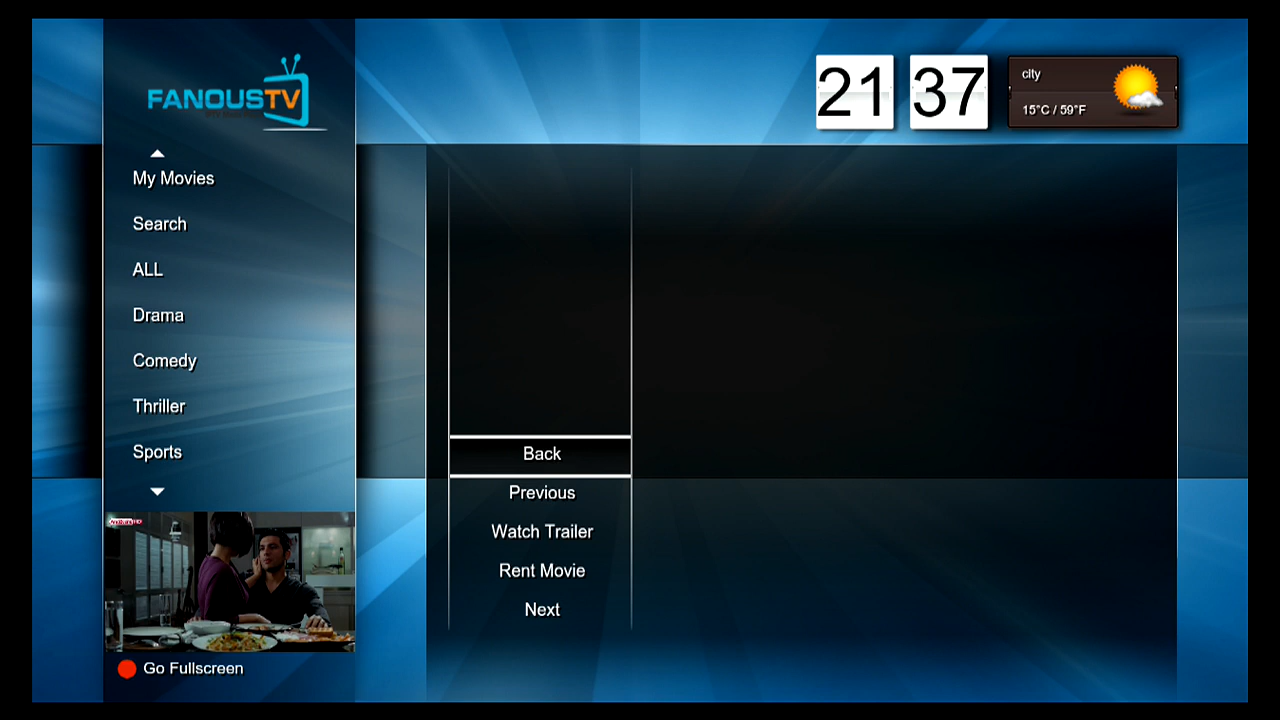 FANOUSTV
21 37
city
15°C / 59°F
My Movies
Search
ALL
Drama
Comedy
Thriller
Sports
Back
Previous
Watch Trailer
Rent Movie
Next
Go Fullscreen